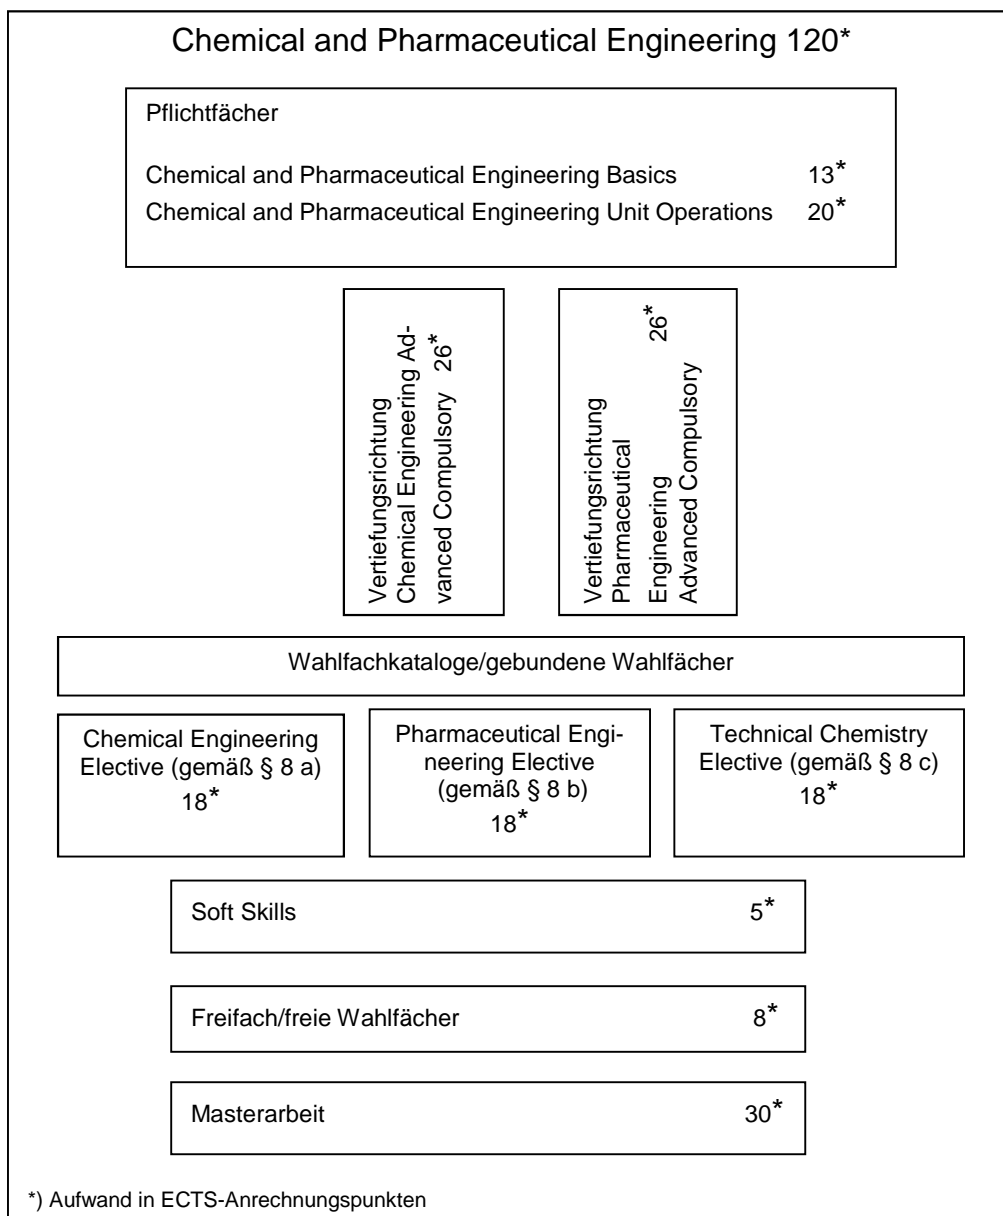 Chemical and Pharmaceutical Engineering 120*
Pflichtfächer
Chemical and Pharmaceutical Engineering Basics 13*
Chemical and Pharmaceutical Engineering Unit Operations 20*
Vertiefungsrichtung
Chemical Engineering Ad-
vanced Compulsory 26*
Vertiefungsrichtung
Pharmaceutical
Engineering 26*
Advanced Compulsory
Wahlfachkataloge/gebundene Wahlfächer
Chemical Engineering
Elective (gemäß § 8 a)
18*
Pharmaceutical Engi-
neering Elective
(gemäß § 8 b)
18*
Technical Chemistry
Elective (gemäß § 8 c)
18*
Soft Skills 5*
Freifach/freie Wahlfächer 8*
Masterarbeit 30*
*) Aufwand in ECTS-Anrechnungspunkten